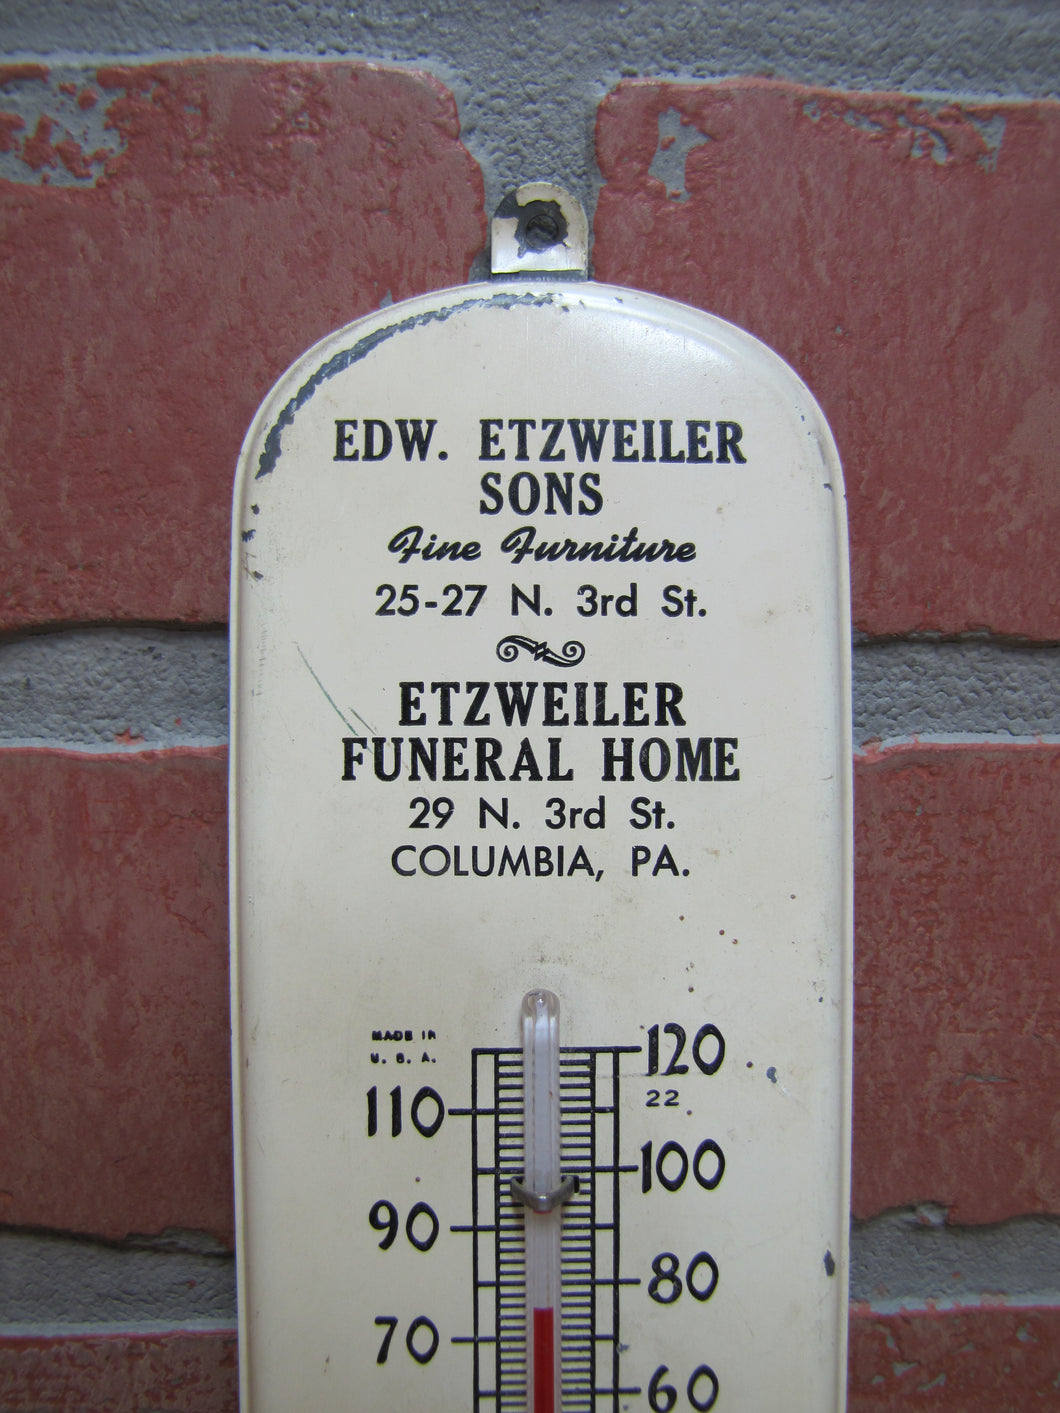 EDW. ETZWEILER
SONS
Fine Furniture
25-27 N. 3rd St.
ETZWEILER
FUNERAL HOME
29 N. 3rd St.
COLUMBIA, PA.
MADE IN
U. S. A.
120
22
110
100
90
80
70
60